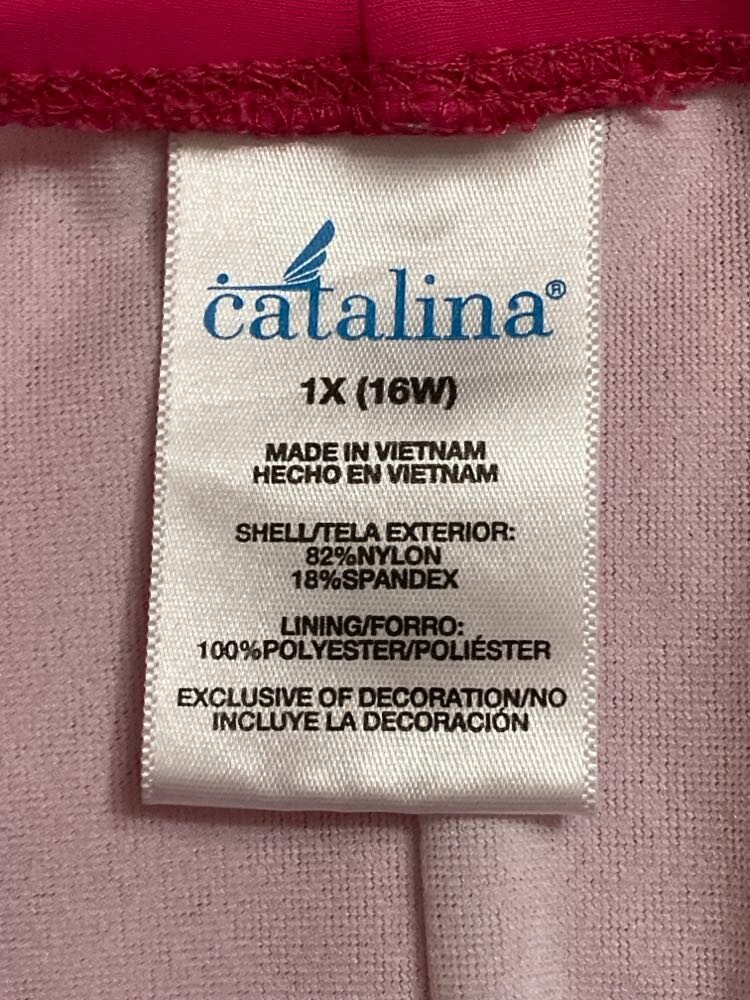 catalina®
1X (16W)
MADE IN VIETNAM
HECHO EN VIETNAM
SHELL/TELA EXTERIOR:
82%NYLON
18%SPANDEX
LINING/FORRO:
100%POLYESTER/POLIÉSTER
EXCLUSIVE OF DECORATION/NO
INCLUYE LA DECORACIÓN